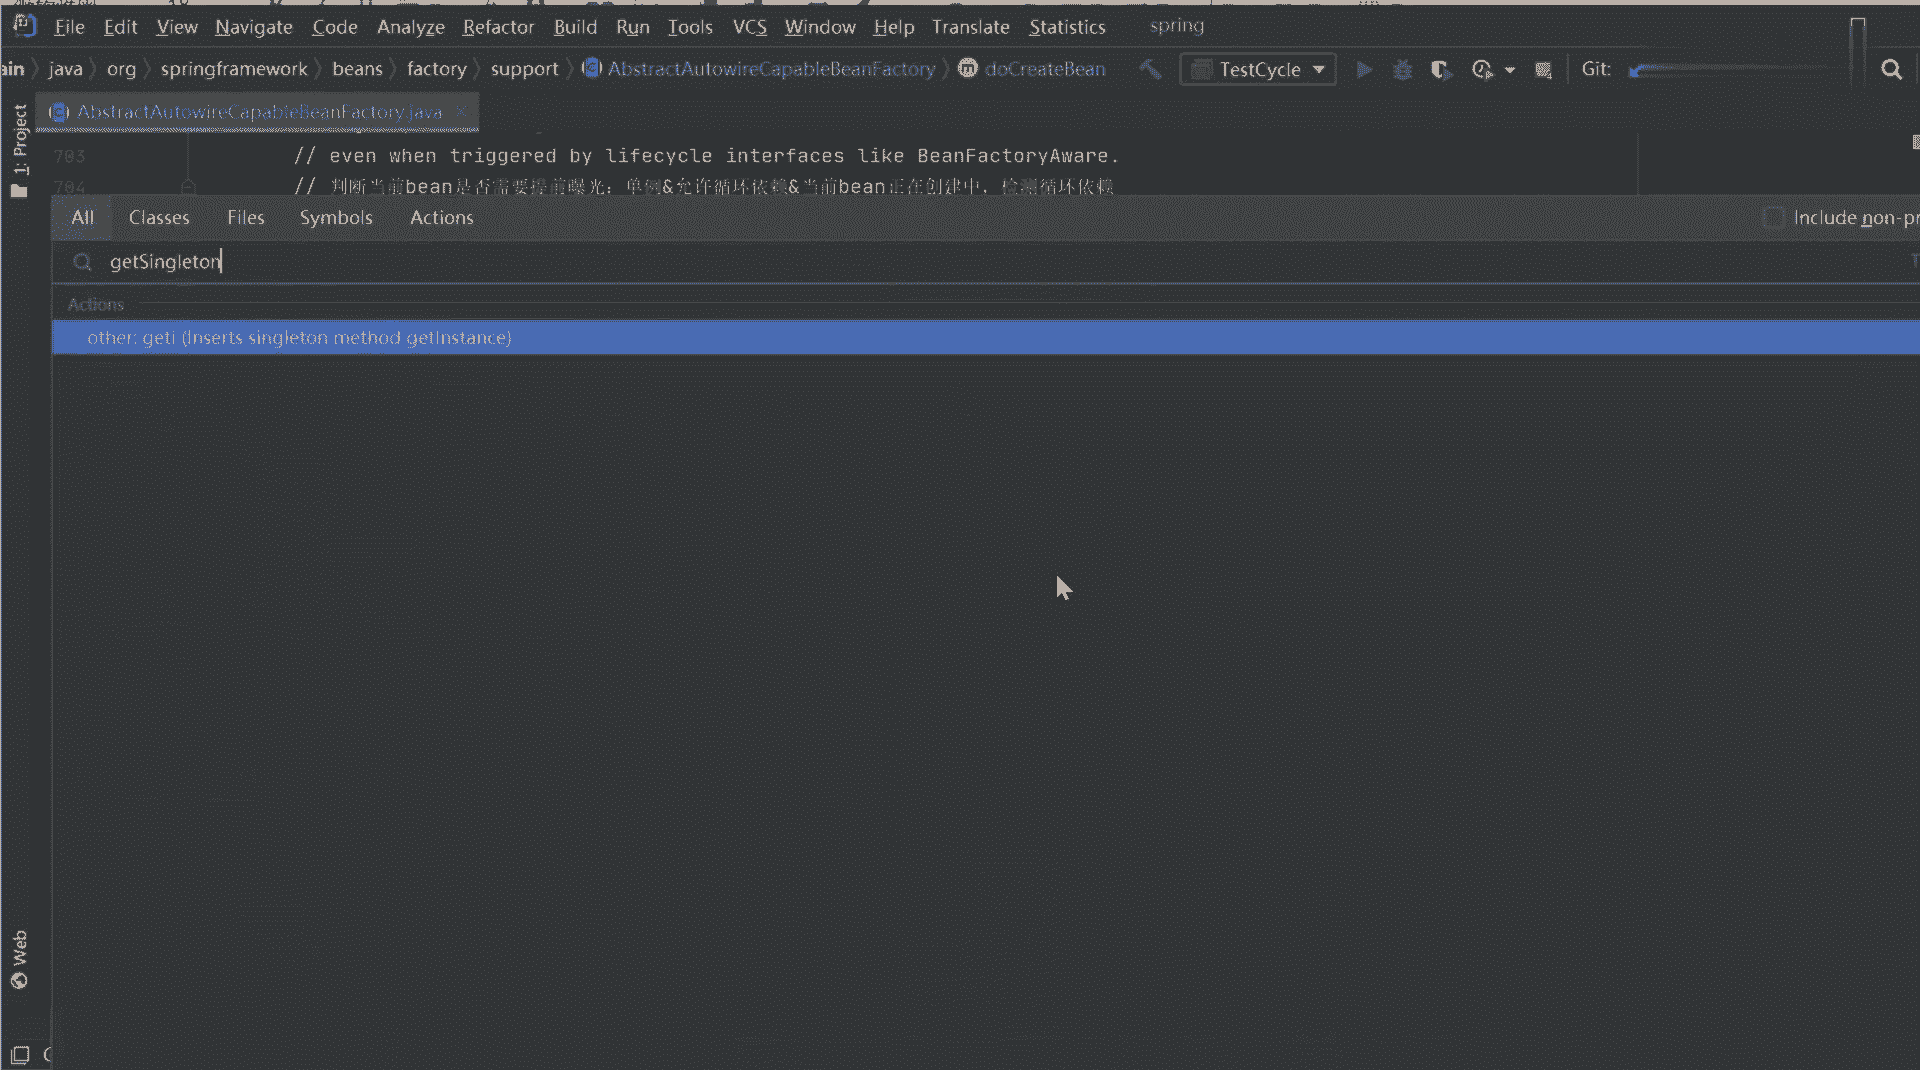 File Edit View Navigate Code Analyze Refactor Build Run Tools VCS Window Help Translate Statistics spring
ain java org springframework beans factory support AbstractAutowireCapableBeanFactory doCreateBean TestCycle Git:
AbstractAutowireCapableBeanFactory.java
1: Project
703 // even when triggered by lifecycle interfaces like BeanFactoryAware.
704 // 判断当前bean是否需要提前曝光：单例&允许循环依赖&当前bean正在创建中，检测循环依赖
All Classes Files Symbols Actions Include non-pr
getSingleton
Actions
other: geti (Inserts singleton method getInstance)
Web